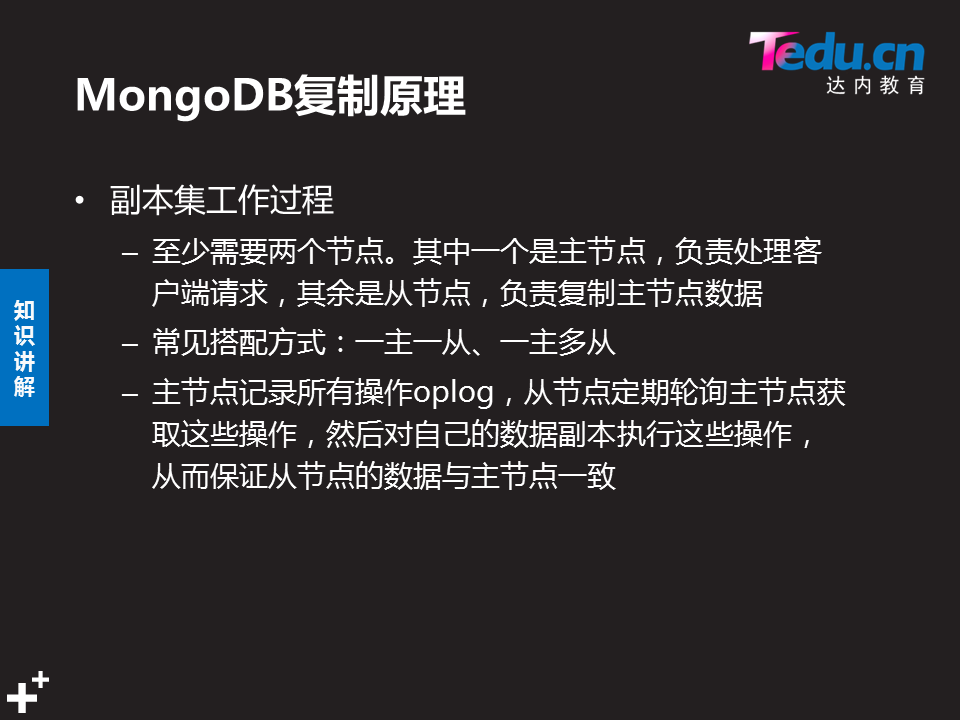 Tedu.cn
达内教育
MongoDB复制原理
• 副本集工作过程
– 至少需要两个节点。其中一个是主节点，负责处理客
户端请求，其余是从节点，负责复制主节点数据
– 常见搭配方式：一主一从、一主多从
– 主节点记录所有操作oplog，从节点定期轮询主节点获
取这些操作，然后对自己的数据副本执行这些操作，
从而保证从节点的数据与主节点一致
知
识
讲
解